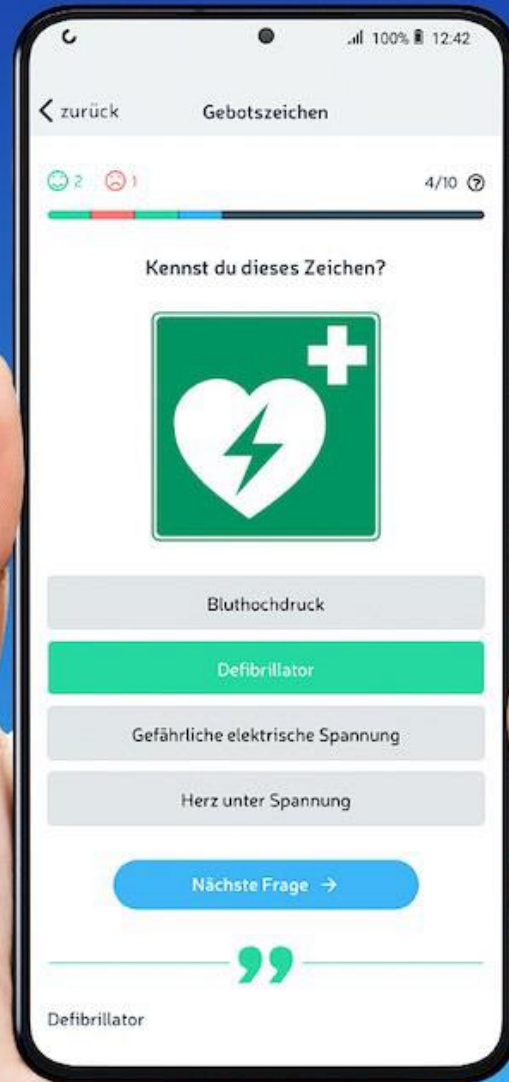 100% 12:42
zurück Gebotszeichen
2 1 4/10 ?
Kennst du dieses Zeichen?
Bluthochdruck
Defibrillator
Gefährliche elektrische Spannung
Herz unter Spannung
Nächste Frage →
Defibrillator